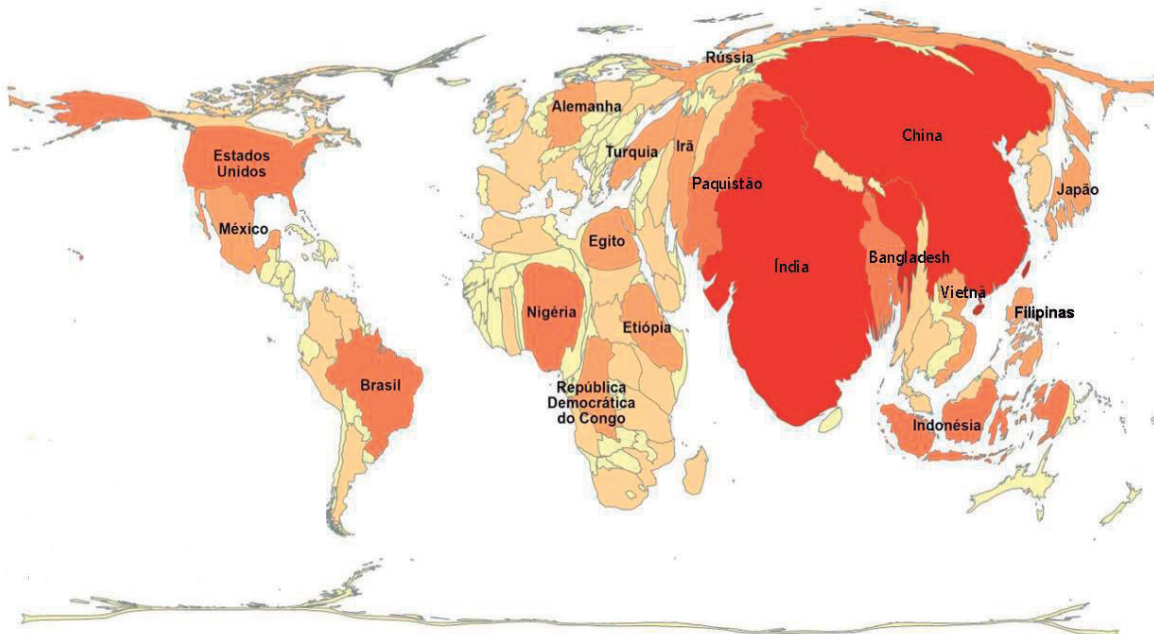 Rússia
Alemanha
China
Estados
Unidos
Turquia
Irã
Paquistão
Japão
México
Egito
Bangladesh
Índia
Vietnã
Nigéria
Filipinas
Etiópia
Brasil
República
Democrática
do Congo
Indonésia